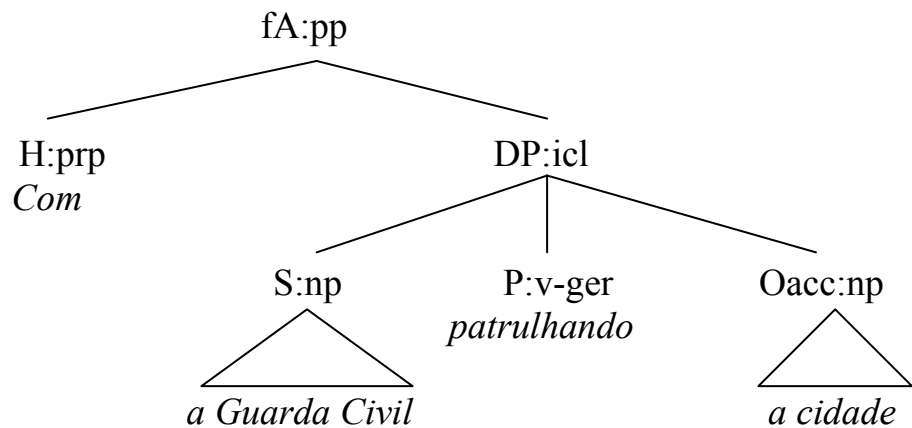 fA:pp
H:prp DP:icl
Com
S:np P:v-ger Oacc:np
patrulhando
a Guarda Civil a cidade